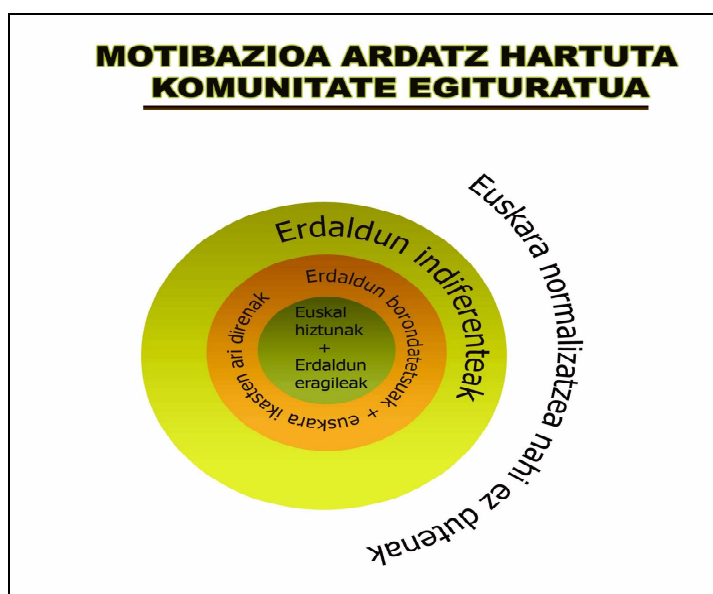 MOTIBAZIOA ARDATZ HARTUTA
KOMUNITATE EGITURATUA
Euskara normalizatzea nahi ez dutenak
Erdaldun indiferenteak
Erdaldun borondatetsuak + euskara ikasten ari direnak
Euskal
hiztunak
+
Erdaldun
eragileak